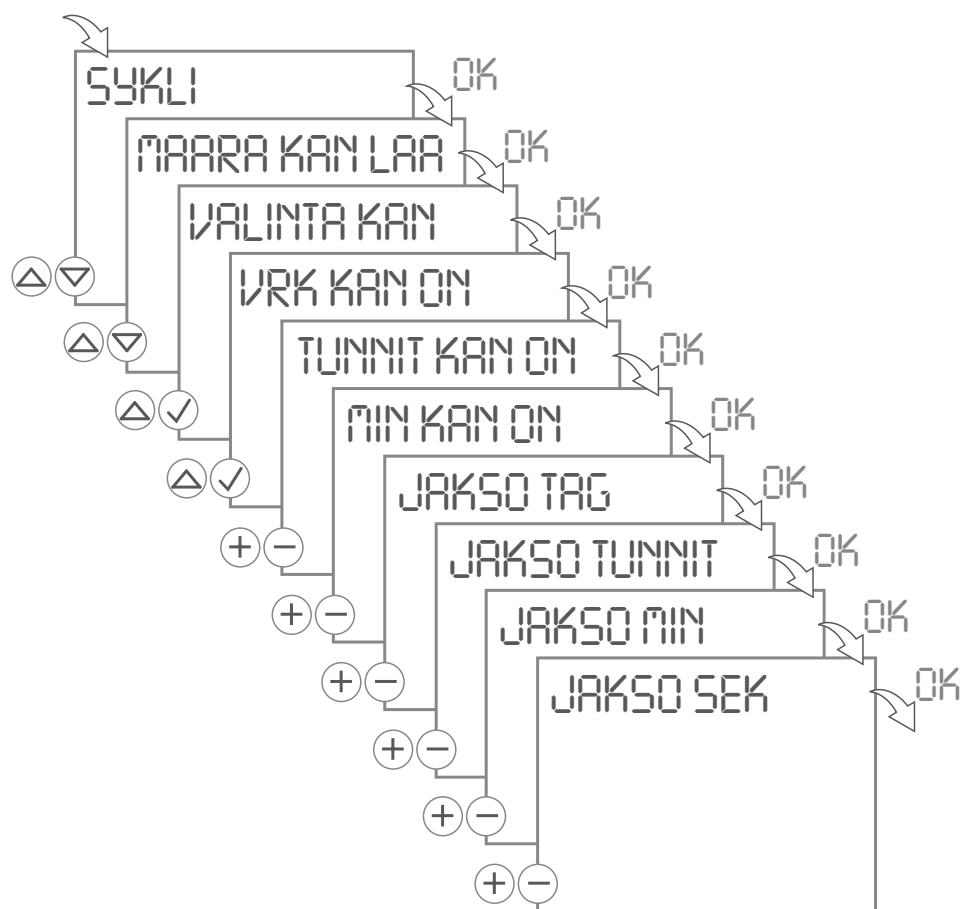 SYKLI
OK
MAARA KAN LAA
OK
VALINTA KAN
OK
VRK KAN ON
OK
TUNNIT KAN ON
OK
MIN KAN ON
OK
JAKSO TAG
OK
JAKSO TUNNIT
OK
JAKSO MIN
OK
JAKSO SEK
OK